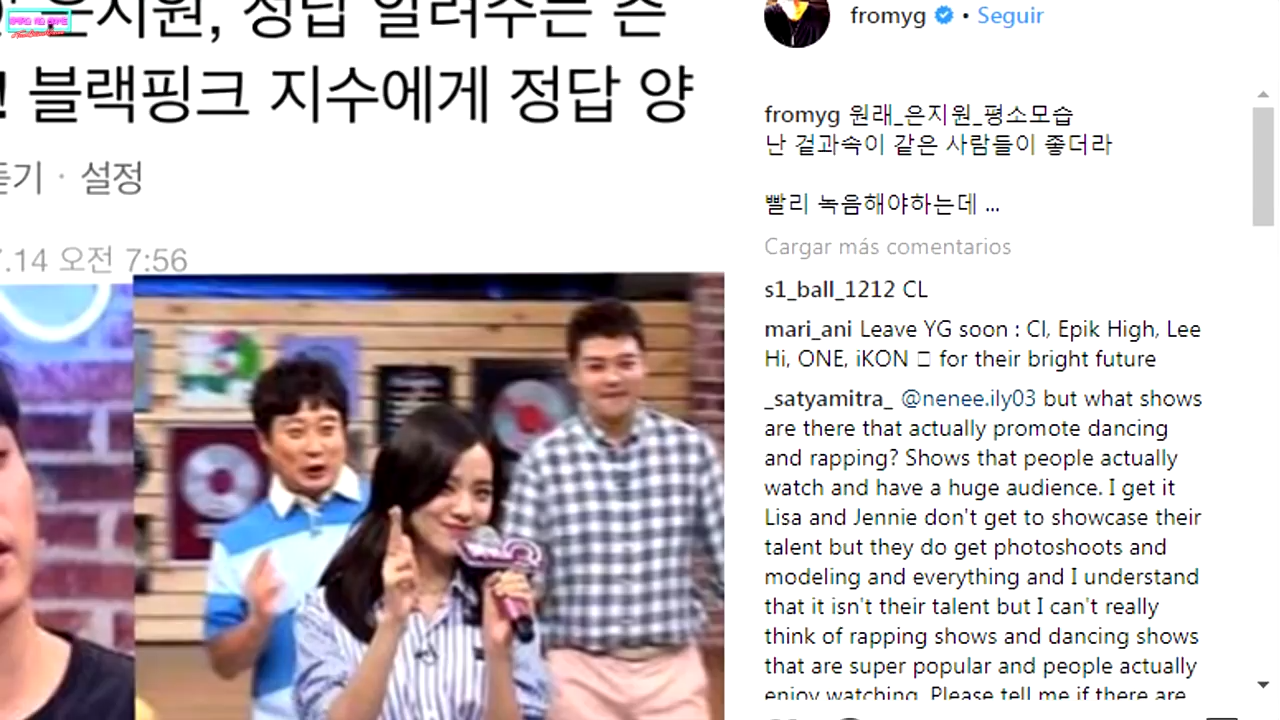 은지원, 정답 알려주는
! 블랙핑크 지수에게 정답 양
듣기 · 설정
.14 오전 7:56
fromyg • Seguir
fromyg 원래_은지원_평소모습
난 겉과속이 같은 사람들이 좋더라
빨리 녹음해야하는데 ...
Cargar más comentarios
s1_ball_1212 CL
mari_ani Leave YG soon : Cl, Epik High, Lee
Hi, ONE, iKON □ for their bright future
_satyamitra_ @nenee.ily03 but what shows
are there that actually promote dancing
and rapping? Shows that people actually
watch and have a huge audience. I get it
Lisa and Jennie don't get to showcase their
talent but they do get photoshoots and
modeling and everything and I understand
that it isn't their talent but I can't really
think of rapping shows and dancing shows
that are super popular and people actually
enjoy watching. Please tell me if there are